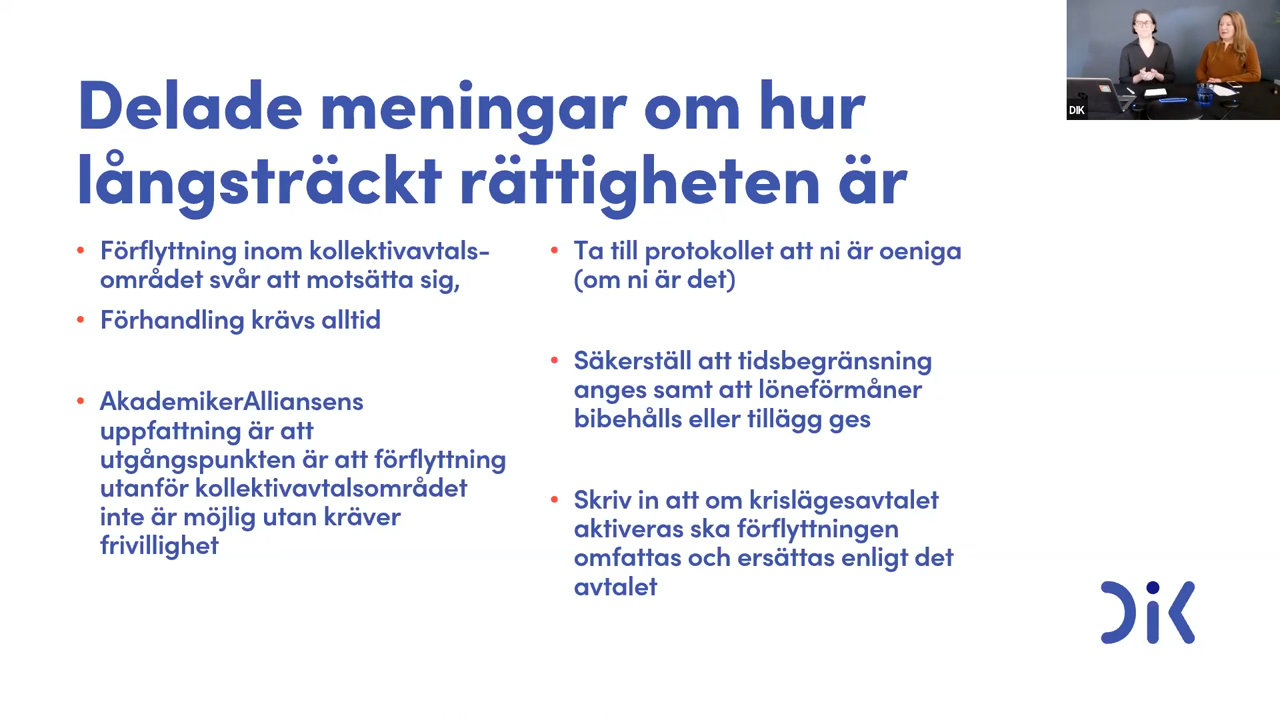 Delade meningar om hur
långsträckt rättigheten är
• Förflyttning inom kollektivavtals-
området svår att motsätta sig,
• Förhandling krävs alltid
• AkademikerAlliansens
uppfattning är att
utgångspunkten är att förflyttning
utanför kollektivavtalsområdet
inte är möjlig utan kräver
frivillighet
• Ta till protokollet att ni är oeniga
(om ni är det)
• Säkerställ att tidsbegränsning
anges samt att löneförmåner
bibehålls eller tillägg ges
• Skriv in att om krislägesavtalet
aktiveras ska förflyttningen
omfattas och ersättas enligt det
avtalet
DIK
DiK